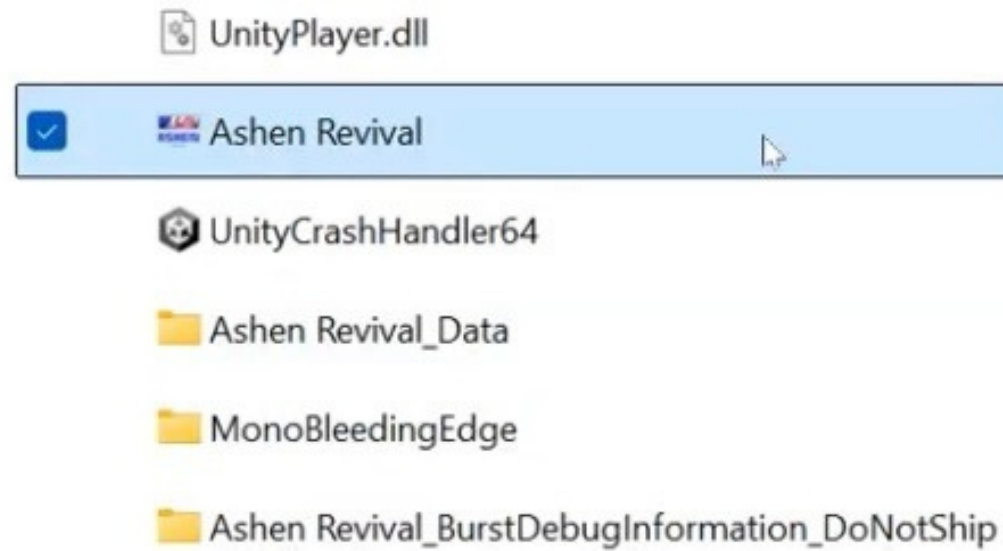 UnityPlayer.dll
Ashen Revival
UnityCrashHandler64
Ashen Revival_Data
MonoBleedingEdge
Ashen Revival_BurstDebugInformation_DoNotShip